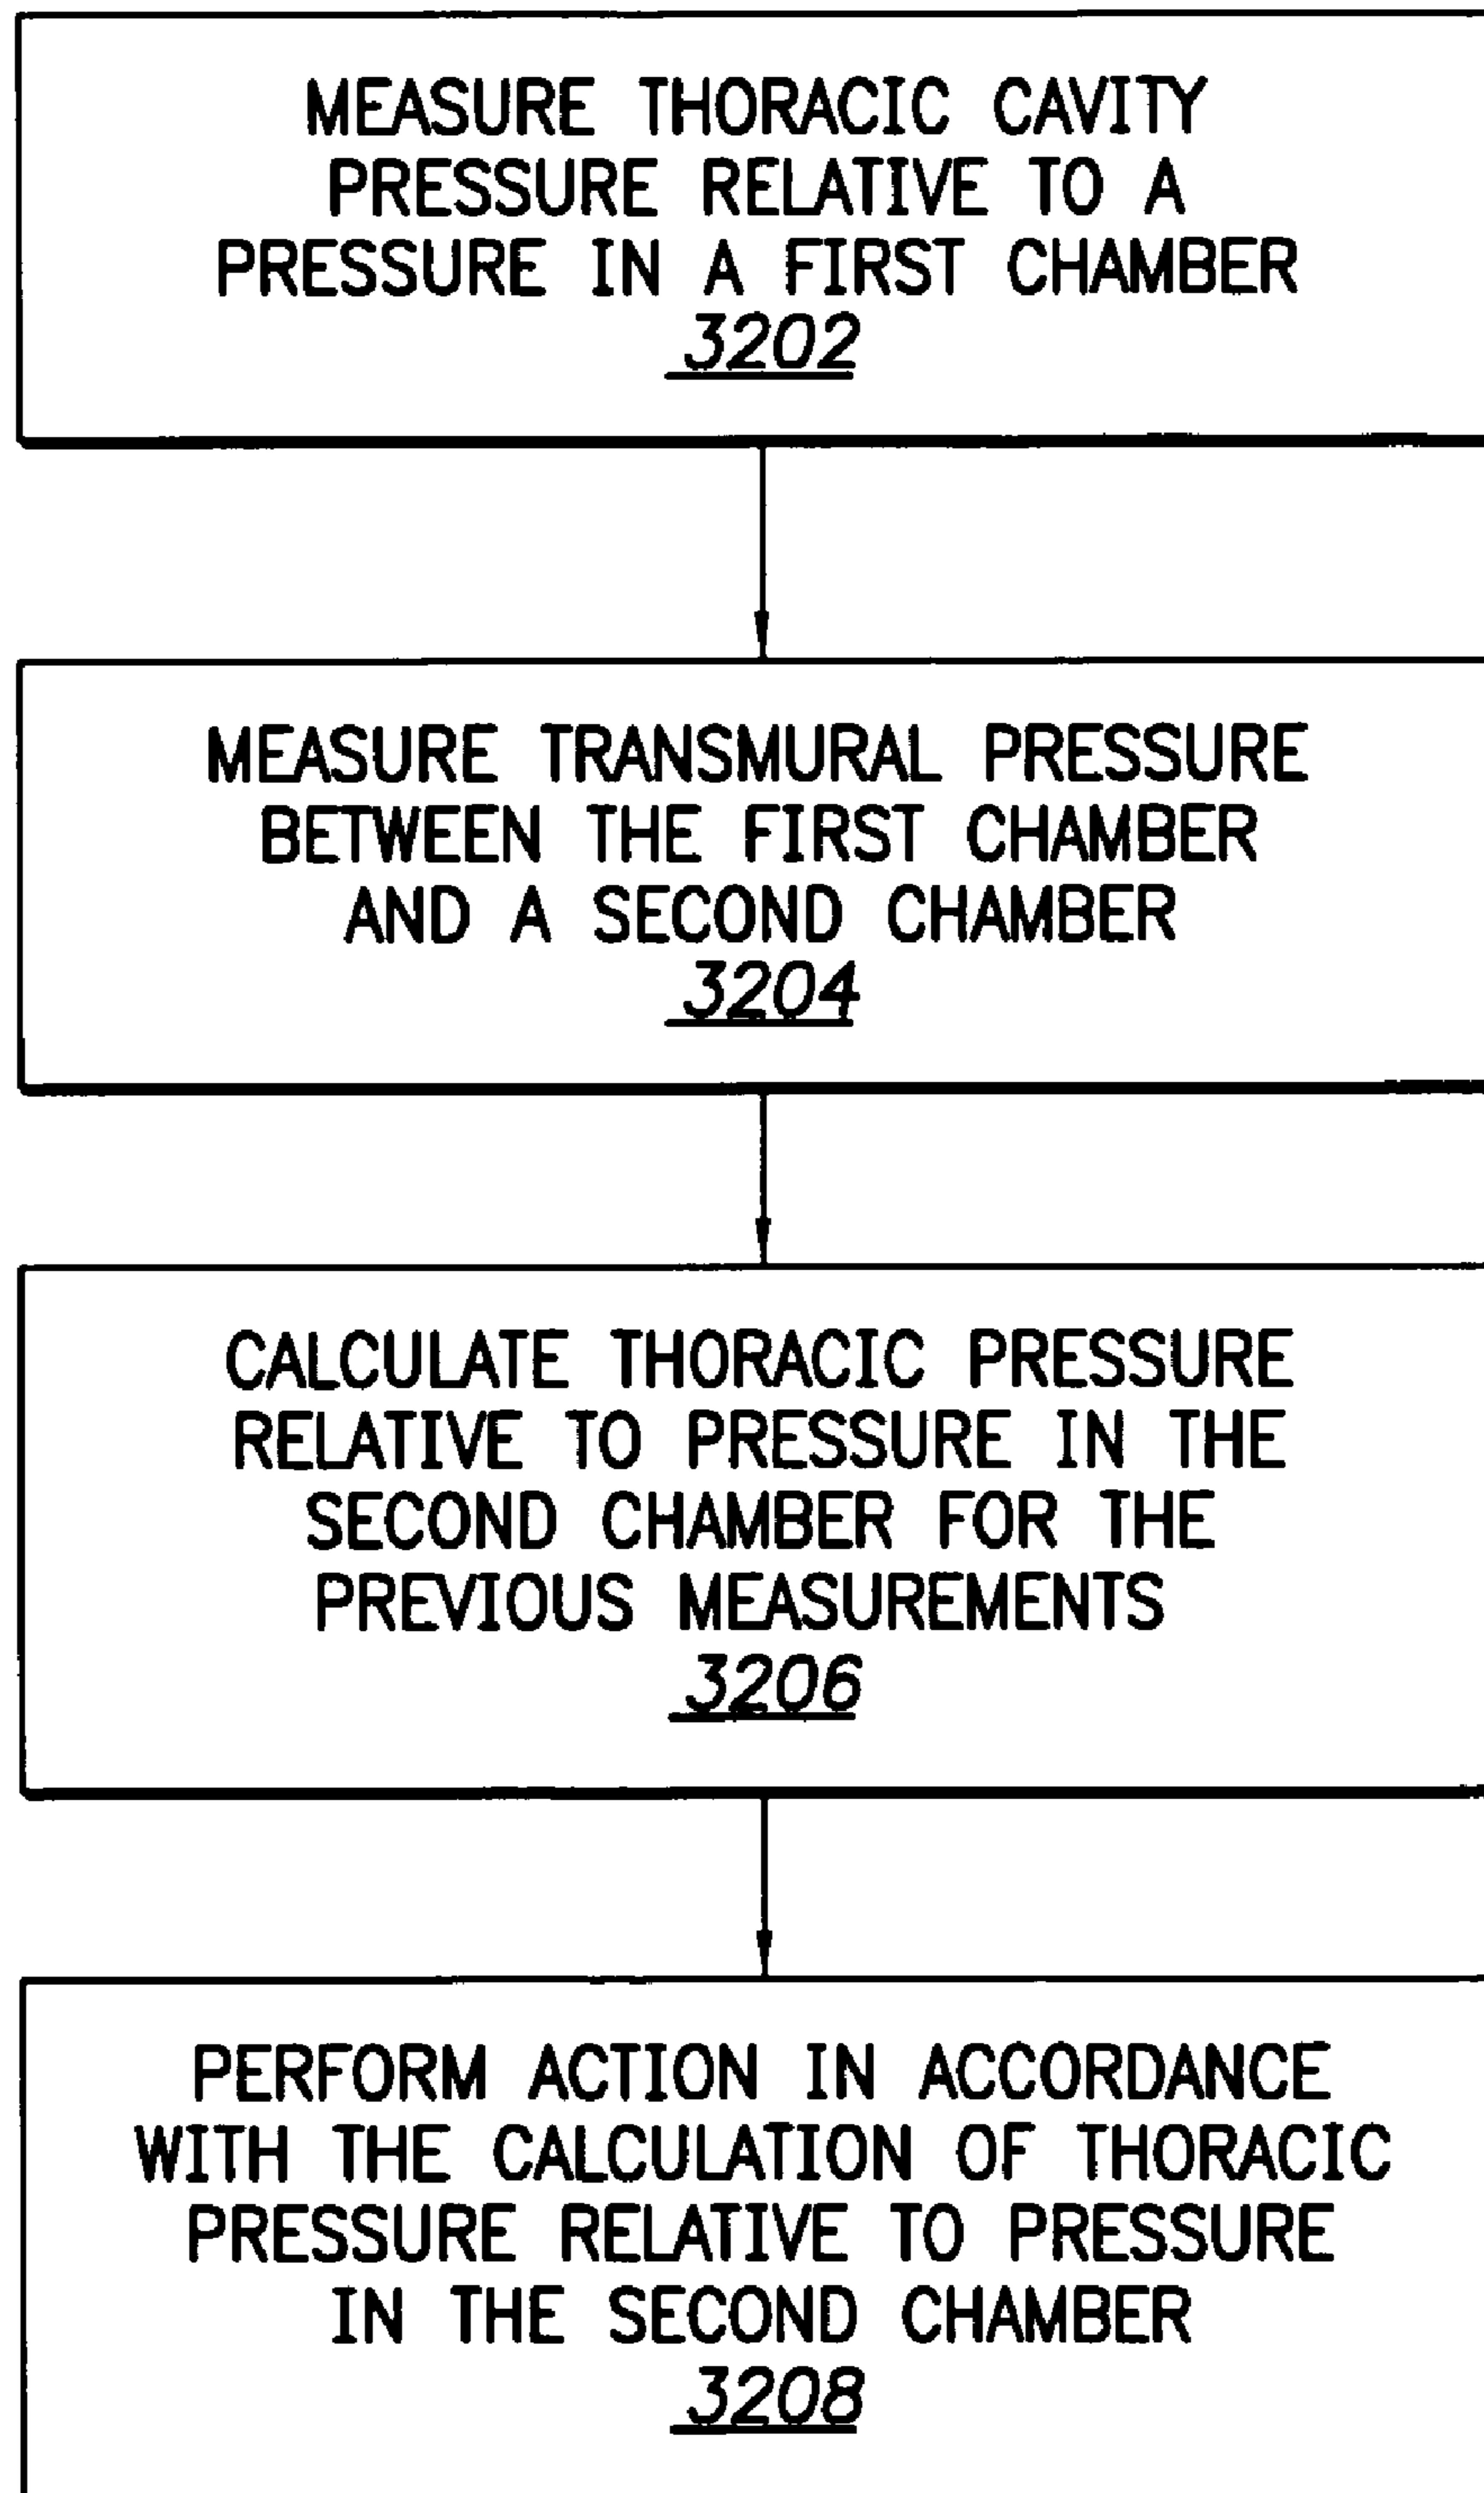 MEASURE THORACIC CAVITY
PRESSURE RELATIVE TO A
PRESSURE IN A FIRST CHAMBER
3202
MEASURE TRANSMURAL PRESSURE
BETWEEN THE FIRST CHAMBER
AND A SECOND CHAMBER
3204
CALCULATE THORACIC PRESSURE
RELATIVE TO PRESSURE IN THE
SECOND CHAMBER FOR THE
PREVIOUS MEASUREMENTS
3206
PERFORM ACTION IN ACCORDANCE
WITH THE CALCULATION OF THORACIC
PRESSURE RELATIVE TO PRESSURE
IN THE SECOND CHAMBER
3208